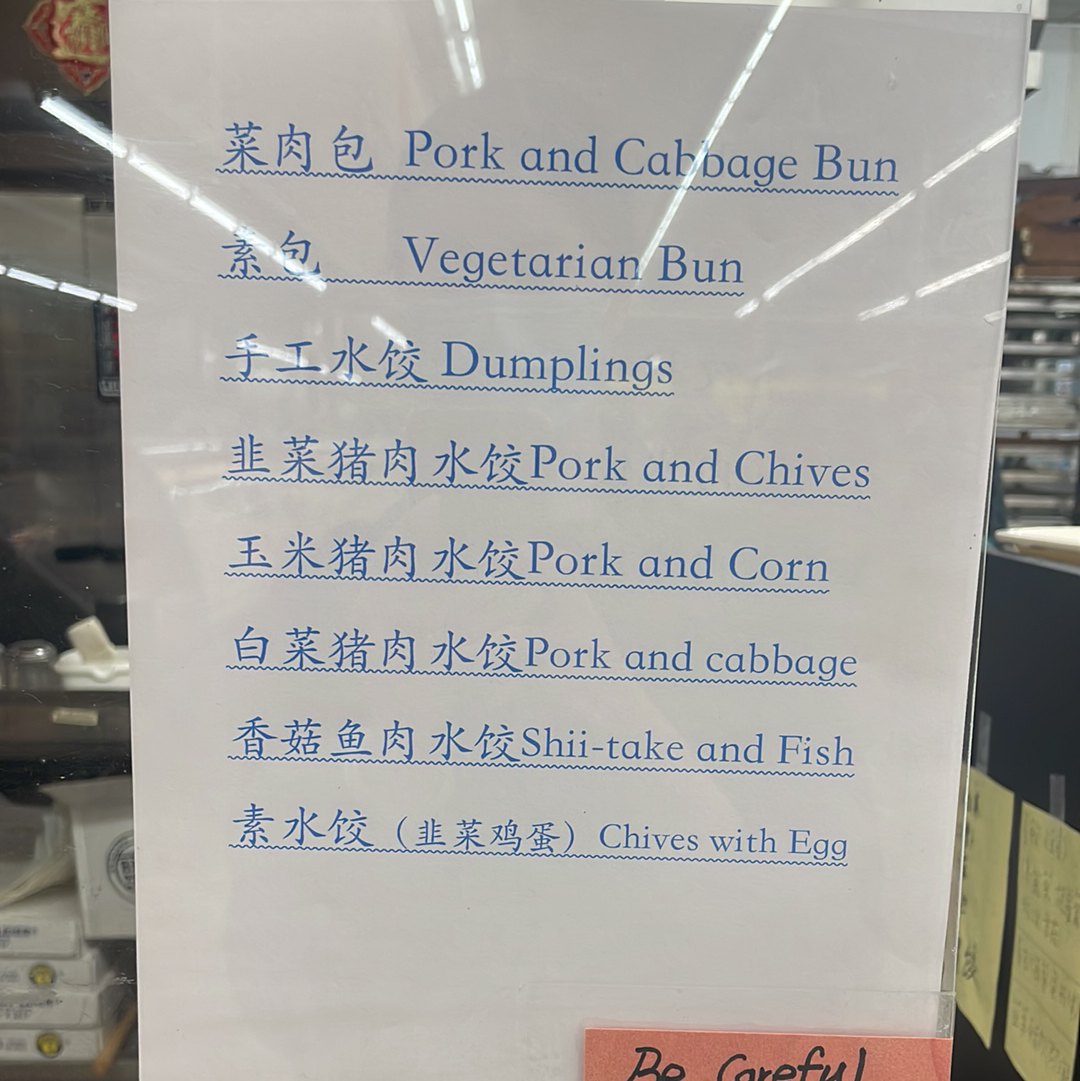 菜肉包 Pork and Cabbage Bun
素包 Vegetarian Bun
手工水饺 Dumplings
韭菜猪肉水饺Pork and Chives
玉米猪肉水饺Pork and Corn
白菜猪肉水饺Pork and cabbage
香菇鱼肉水饺Shii-take and Fish
素水饺（韭菜鸡蛋）Chives with Egg
Be Careful